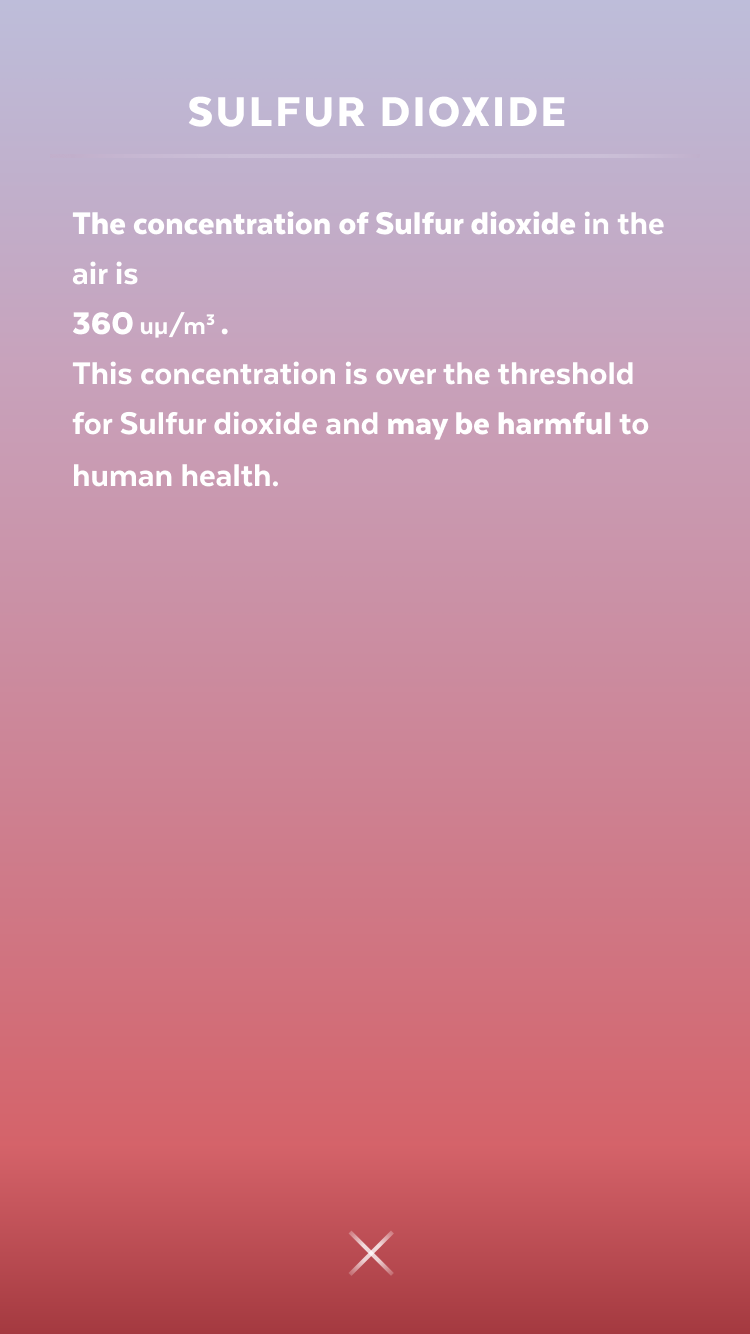 SULFUR DIOXIDE
The concentration of Sulfur dioxide in the
air is
360 uμ/m³ .
This concentration is over the threshold
for Sulfur dioxide and may be harmful to
human health.